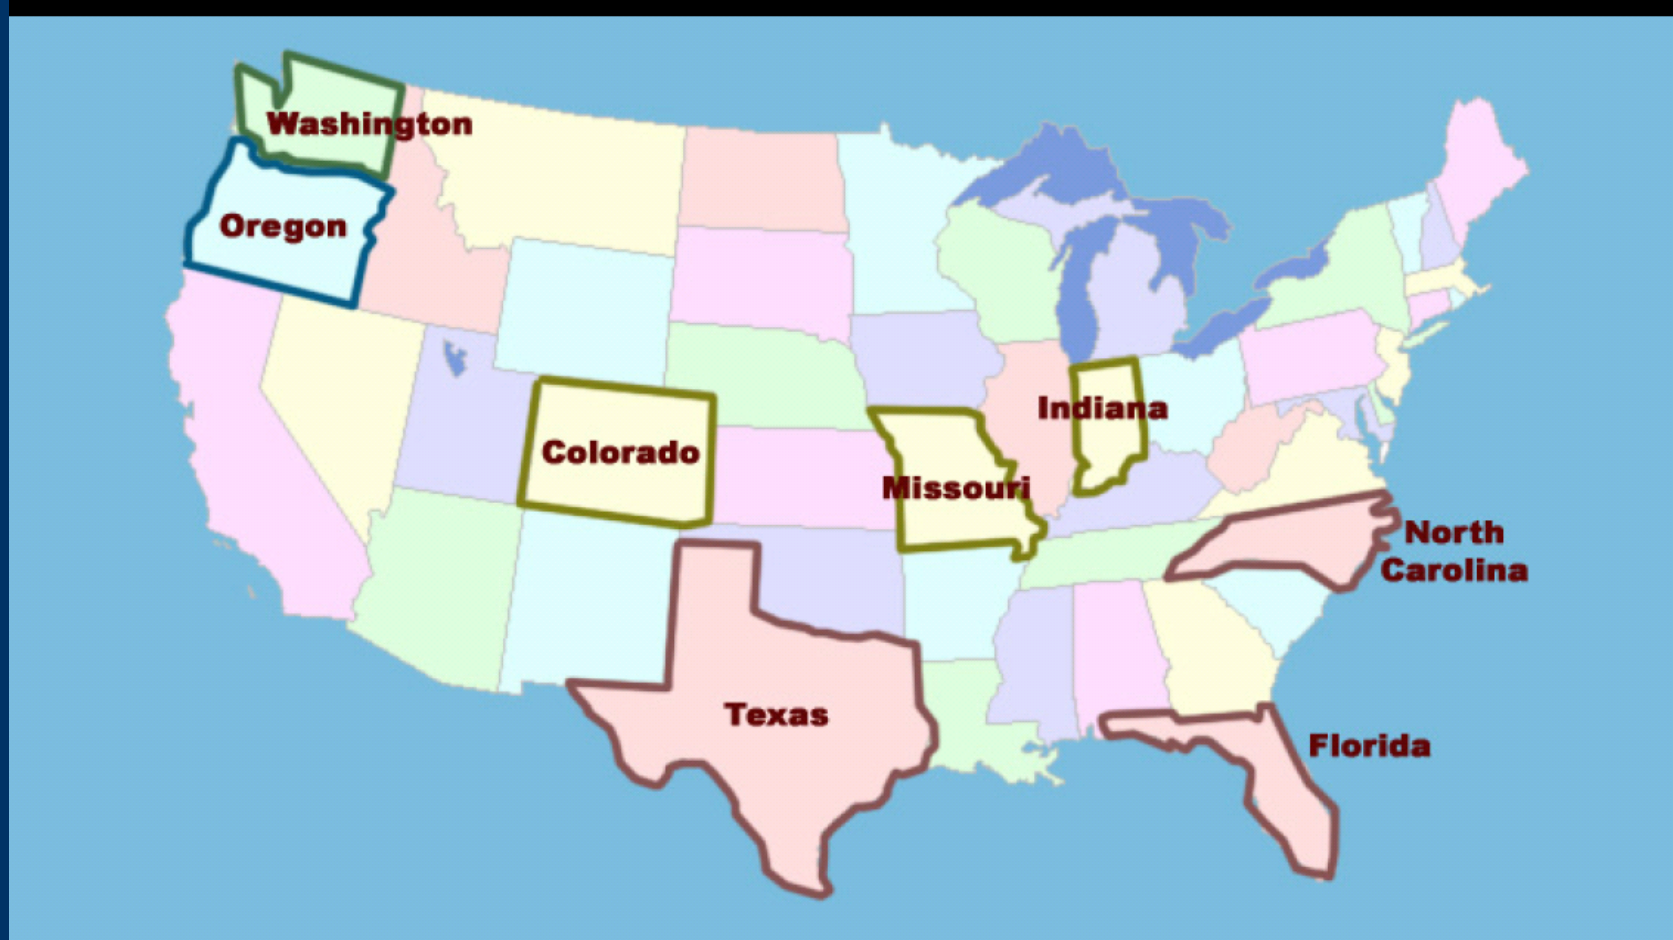 Washington
Oregon
Indiana
Colorado
Missouri
North
Carolina
Texas
Florida